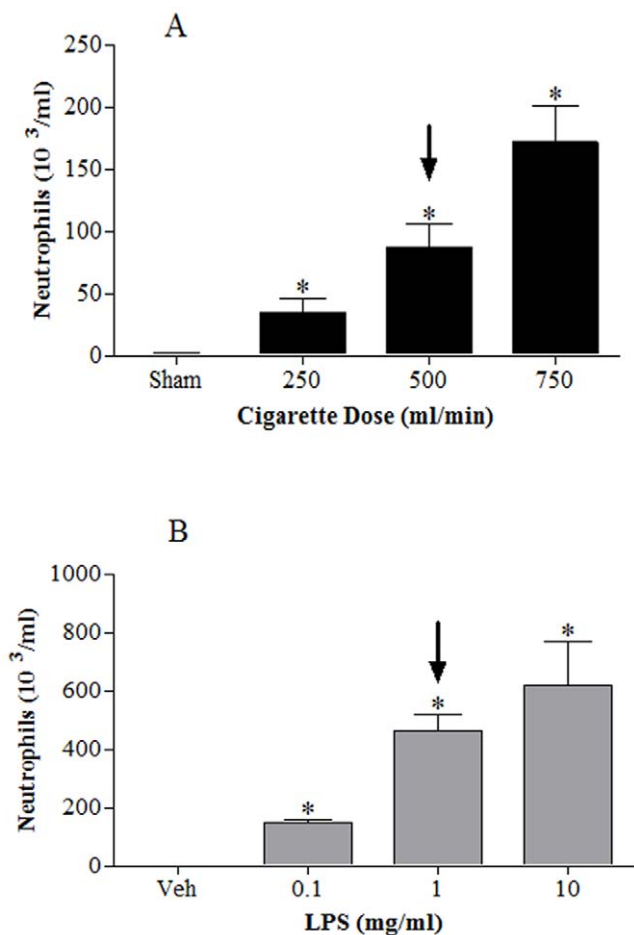 A
Neutrophils (10 3/ml)
250
200
150
100
50
0
*
*
*
Sham 250 500 750
Cigarette Dose (ml/min)
B
Neutrophils (10 3/ml)
1000
800
600
400
200
0
*
*
*
Veh 0.1 1 10
LPS (mg/ml)